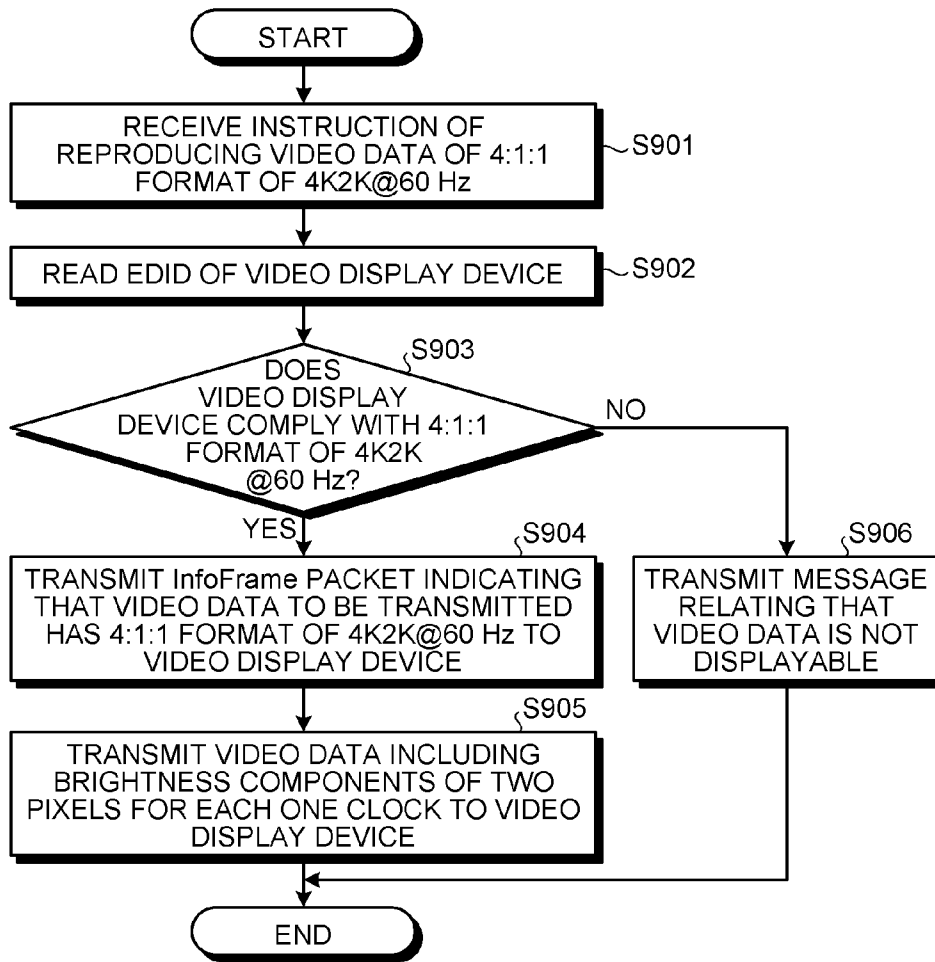 START
RECEIVE INSTRUCTION OF
REPRODUCING VIDEO DATA OF 4:1:1
FORMAT OF 4K2K@60 Hz
S901
READ EDID OF VIDEO DISPLAY DEVICE
S902
S903
DOES
VIDEO DISPLAY
DEVICE COMPLY WITH 4:1:1
FORMAT OF 4K2K
@60 Hz?
NO
YES
S904
TRANSMIT InfoFrame PACKET INDICATING
THAT VIDEO DATA TO BE TRANSMITTED
HAS 4:1:1 FORMAT OF 4K2K@60 Hz TO
VIDEO DISPLAY DEVICE
S906
TRANSMIT MESSAGE
RELATING THAT
VIDEO DATA IS NOT
DISPLAYABLE
S905
TRANSMIT VIDEO DATA INCLUDING
BRIGHTNESS COMPONENTS OF TWO
PIXELS FOR EACH ONE CLOCK TO VIDEO
DISPLAY DEVICE
END